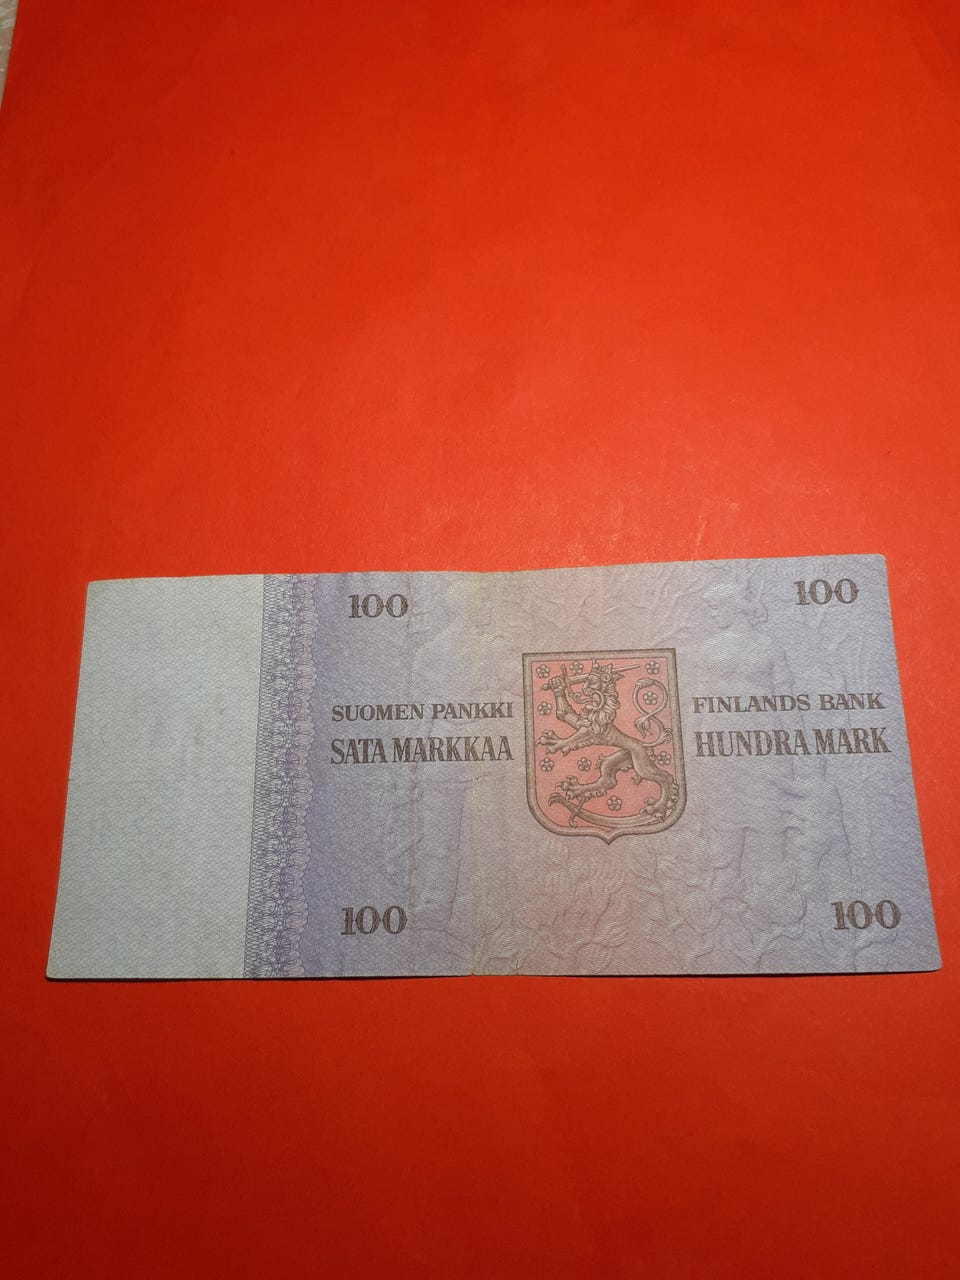 100
100
SUOMEN PANKKI
SATA MARKKAA
FINLANDS BANK
HUNDRA MARK
100
100